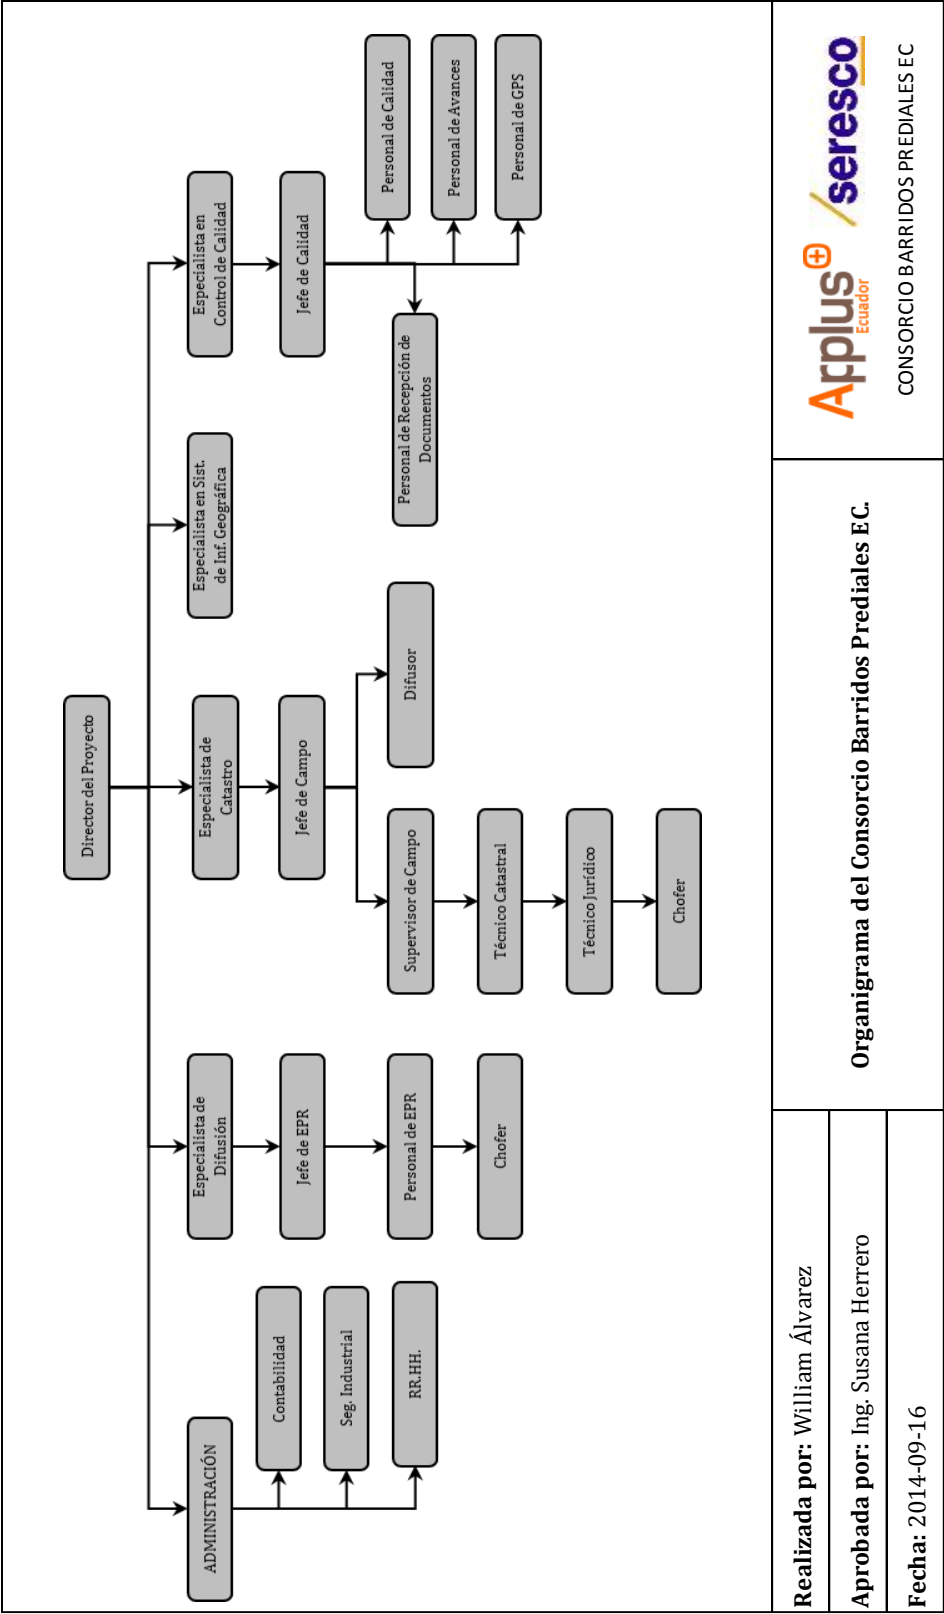 Director del Proyecto
ADMINISTRACIÓN
Contabilidad
Seg. Industrial
RR.HH.
Especialista de
Difusión
Jefe de EPR
Personal de EPR
Chofer
Especialista de
Catastro
Jefe de Campo
Supervisor de Campo
Técnico Catastral
Técnico Jurídico
Chofer
Difusor
Especialista en Sist.
de Inf. Geográfica
Especialista en
Control de Calidad
Jefe de Calidad
Personal de Recepción de
Documentos
Personal de Calidad
Personal de Avances
Personal de GPS
Realizada por: William Álvarez
Aprobada por: Ing. Susana Herrero
Fecha: 2014-09-16
Organigrama del Consorcio Barridos Prediales EC.
Applus+
Ecuador
seresco
CONSORCIO BARRIDOS PREDIALES EC